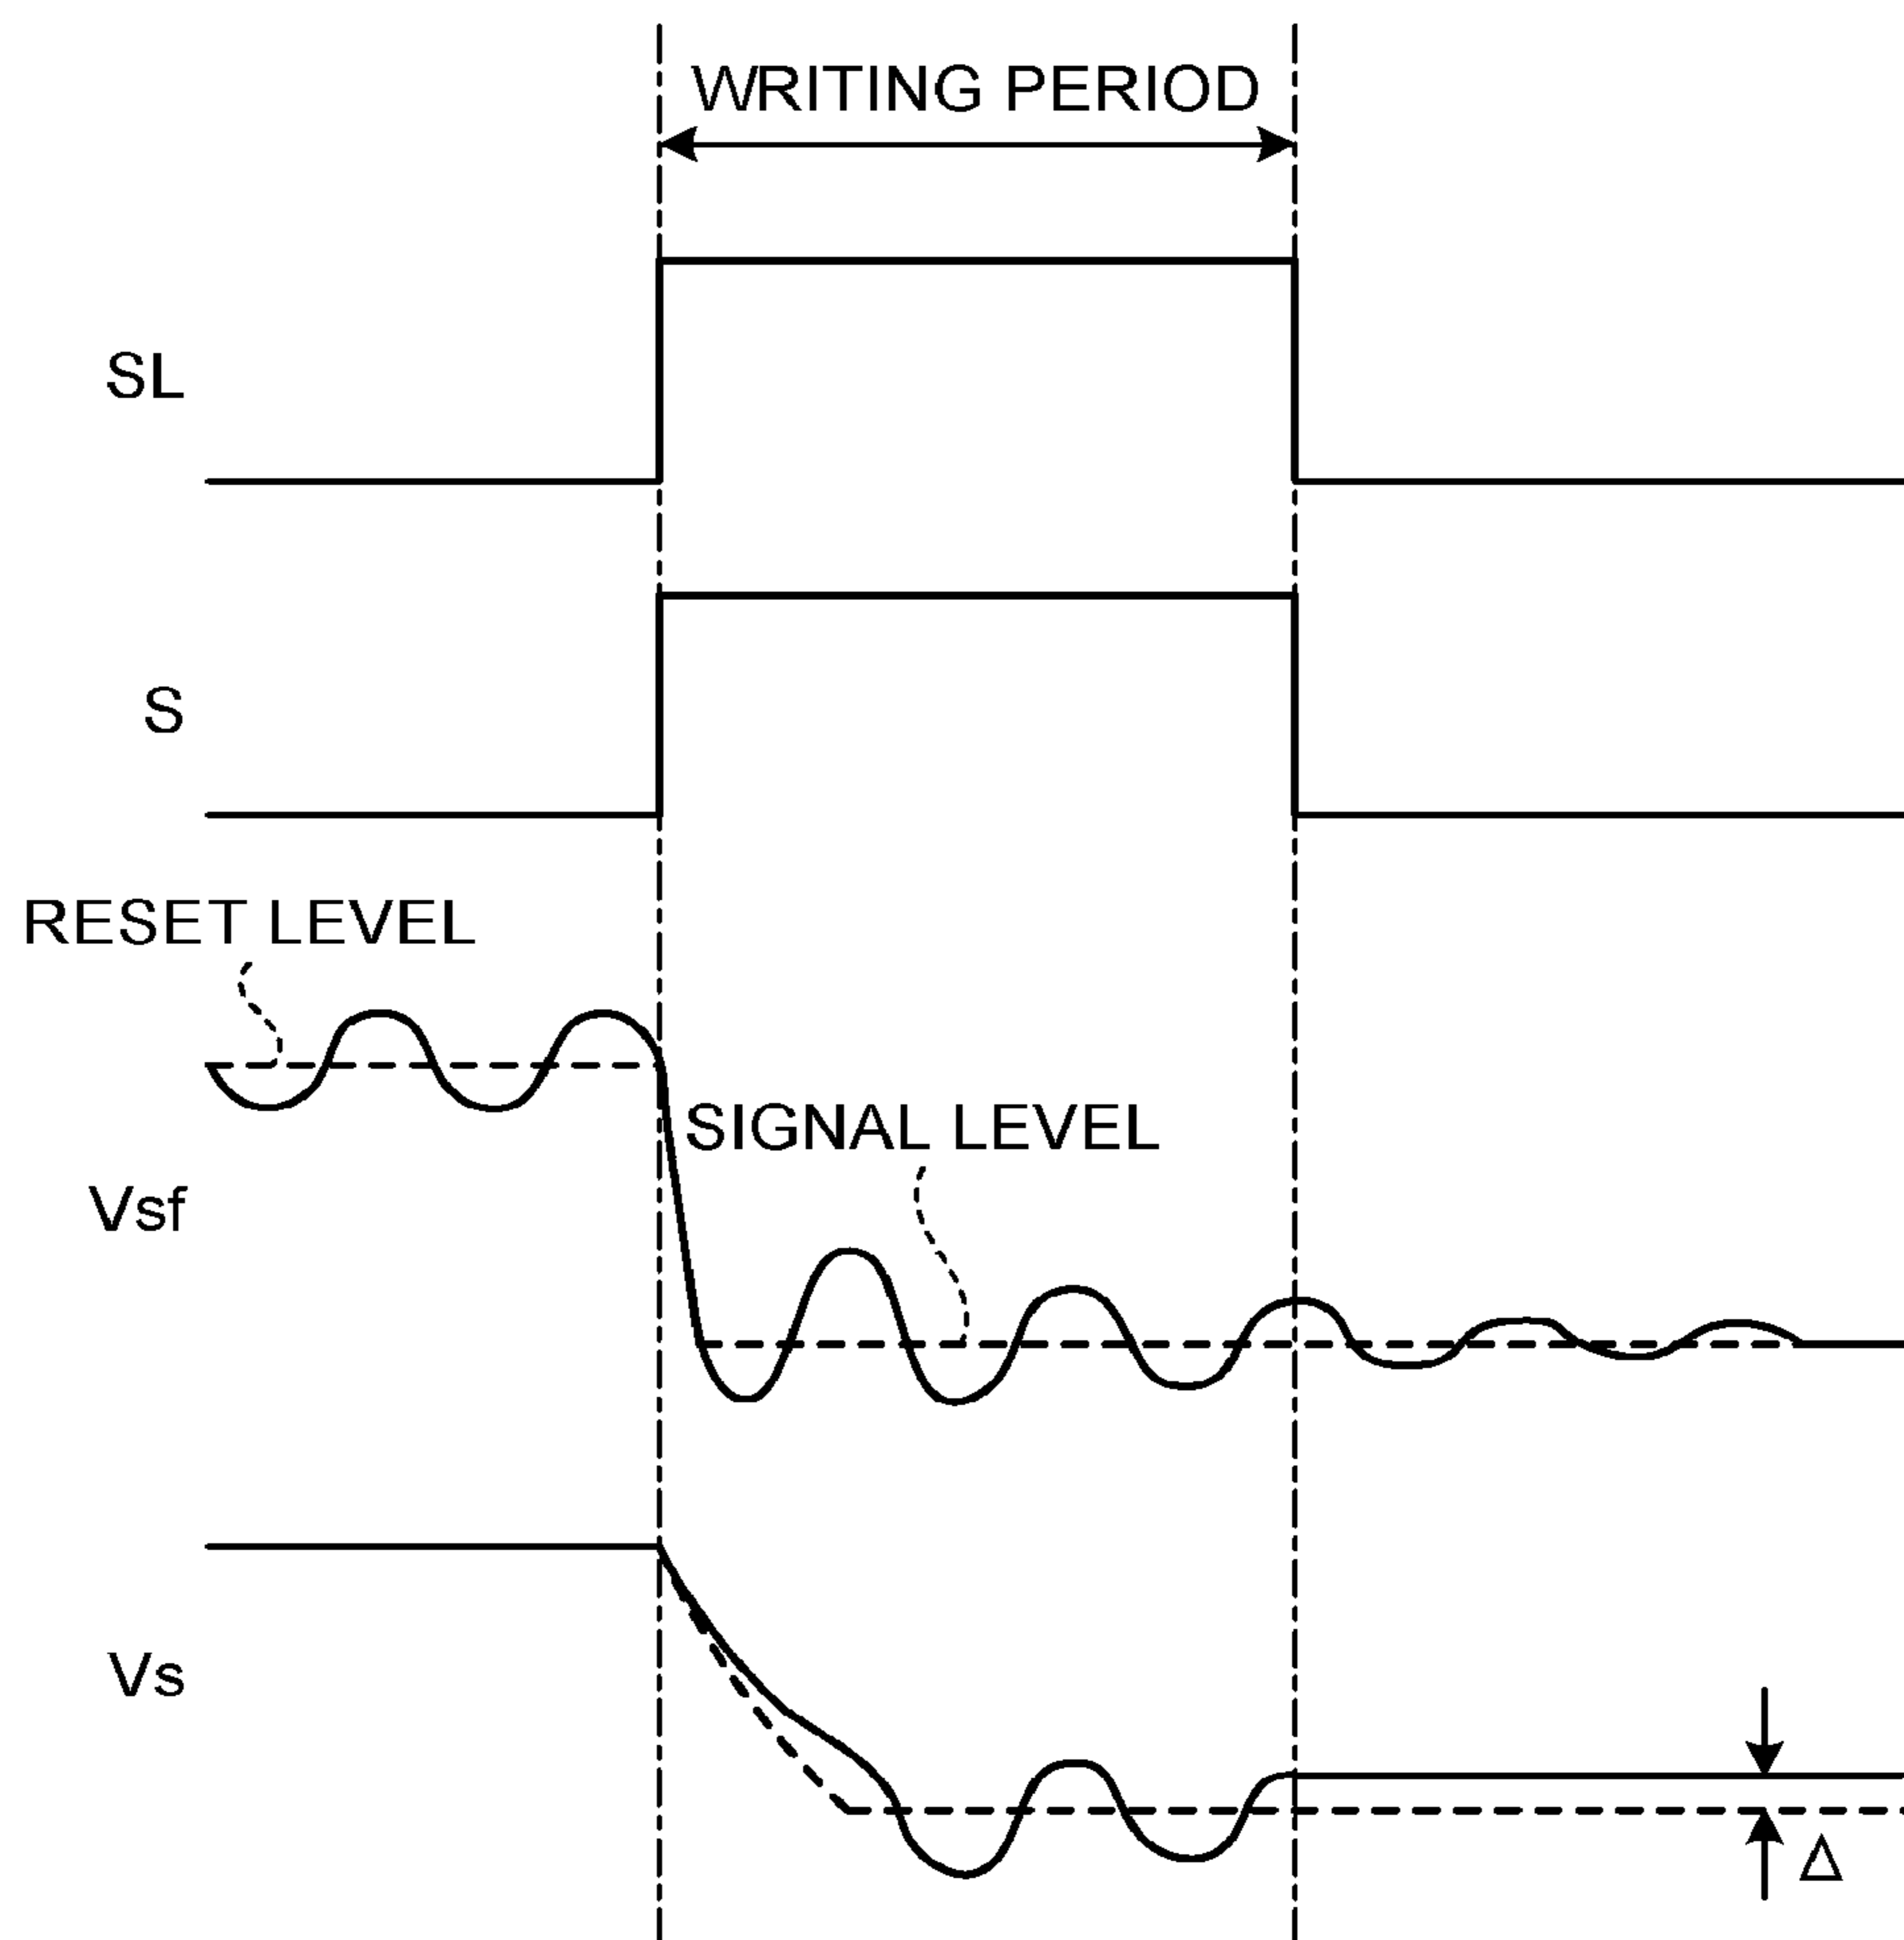 WRITING PERIOD
SL
S
RESET LEVEL
SIGNAL LEVEL
Vsf
Vs
Δ